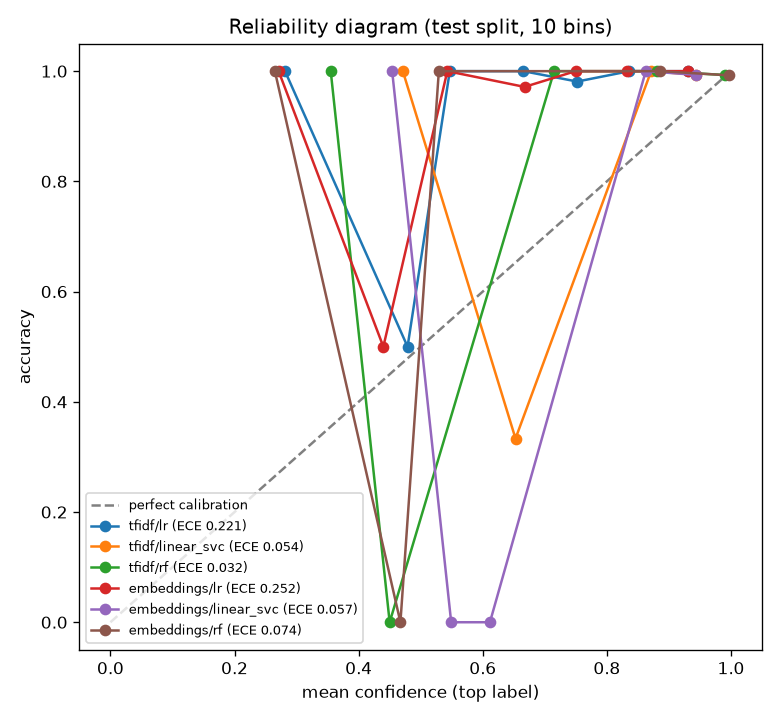 Reliability diagram (test split, 10 bins)
accuracy
1.0
0.8
0.6
0.4
0.2
0.0
perfect calibration
tfidf/lr (ECE 0.221)
tfidf/linear_svc (ECE 0.054)
tfidf/rf (ECE 0.032)
embeddings/lr (ECE 0.252)
embeddings/linear_svc (ECE 0.057)
embeddings/rf (ECE 0.074)
0.0 0.2 0.4 0.6 0.8 1.0
mean confidence (top label)